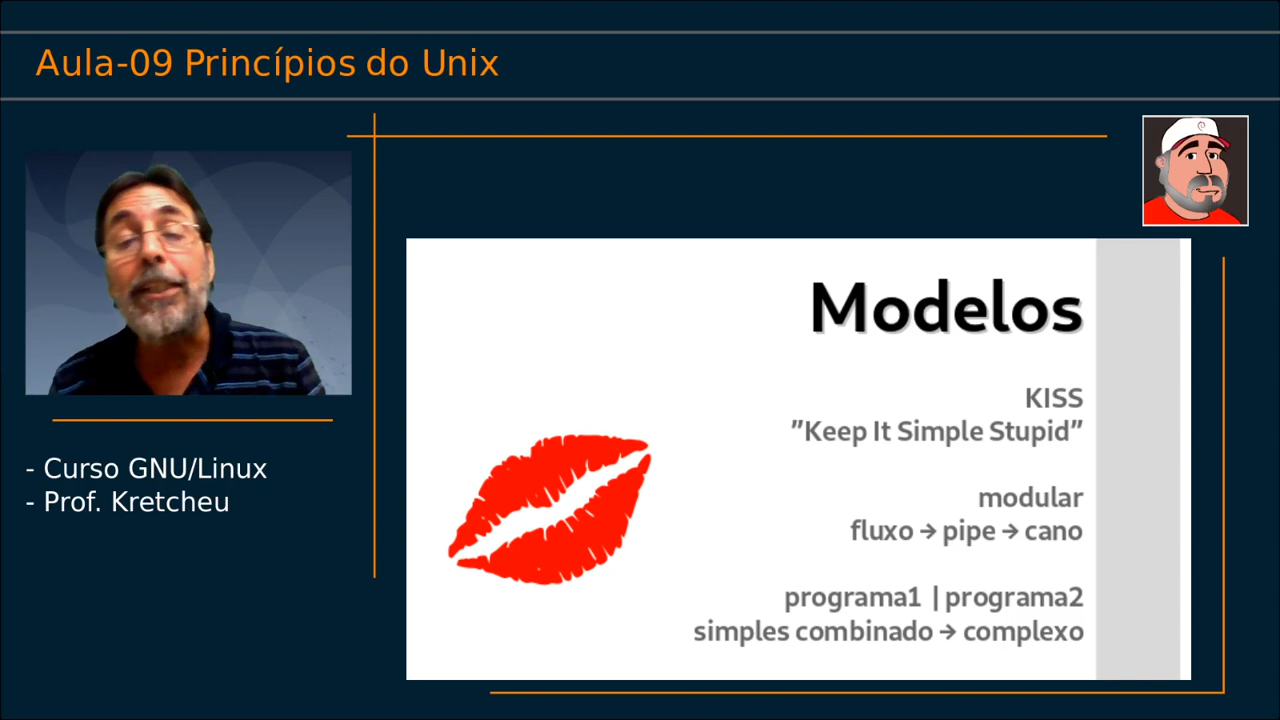 Aula-09 Princípios do Unix
- Curso GNU/Linux
- Prof. Kretcheu
Modelos
KISS
”Keep It Simple Stupid”
modular
fluxo → pipe → cano
programa1 | programa2
simples combinado → complexo